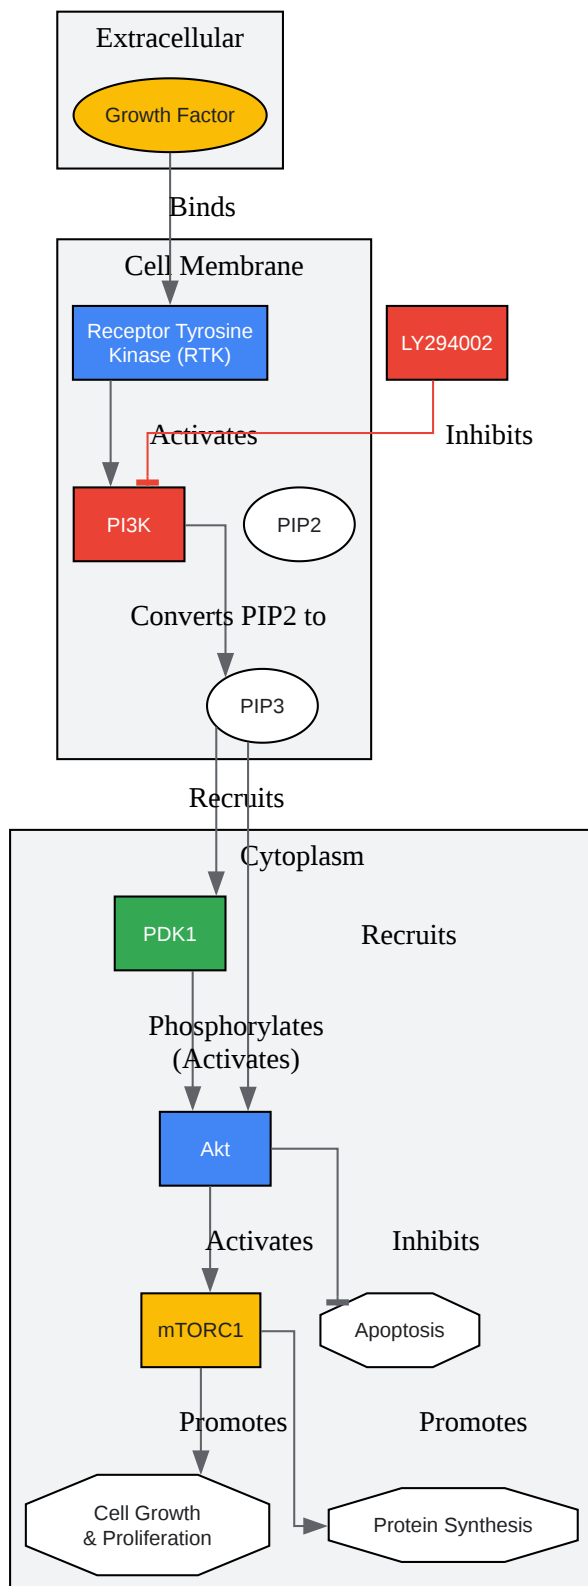 Extracellular
Growth Factor
Binds
Cell Membrane
Receptor Tyrosine
Kinase (RTK)
LY294002
Activates
Inhibits
PI3K
PIP2
Converts PIP2 to
PIP3
Recruits
Cytoplasm
PDK1
Recruits
Phosphorylates
(Activates)
Akt
Activates
Inhibits
mTORC1
Apoptosis
Promotes
Promotes
Cell Growth
& Proliferation
Protein Synthesis